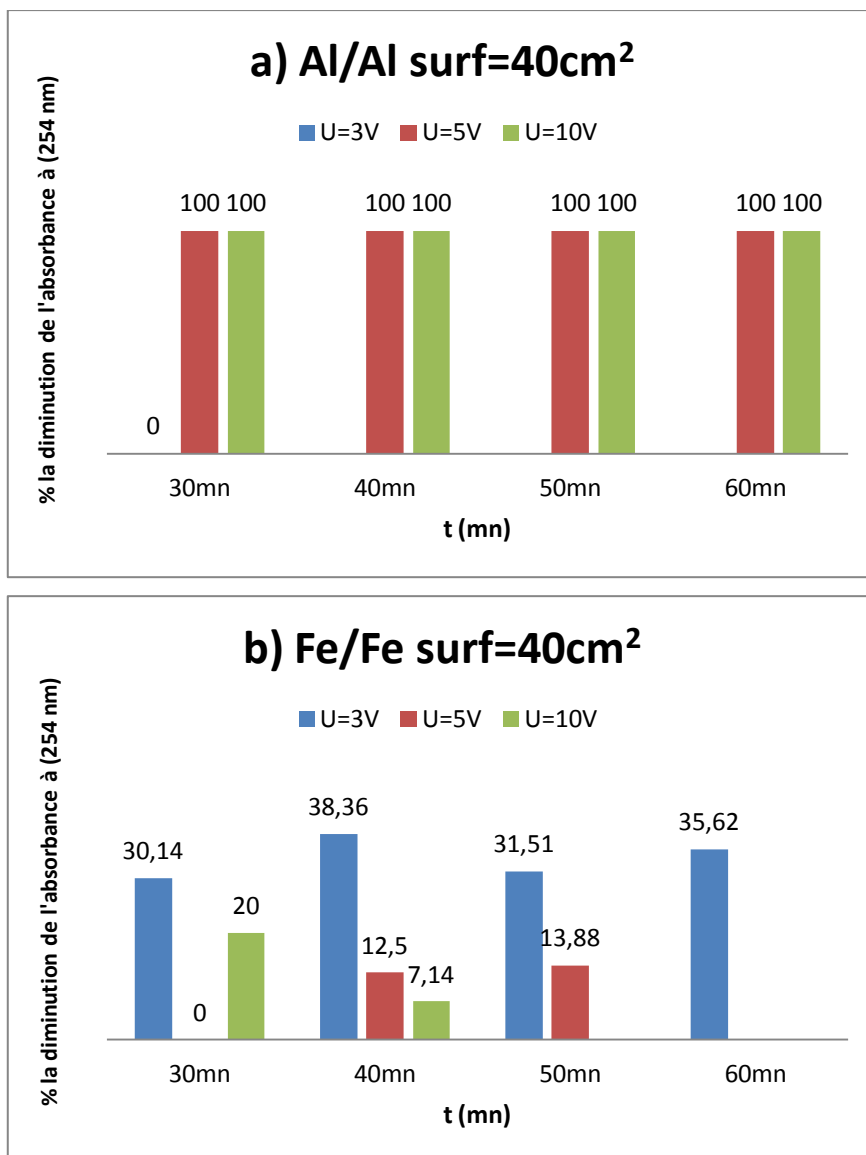 a) Al/Al surf=40cm²
U=3V U=5V U=10V
% la diminution de l'absorbance à (254 nm)
100 100 100 100 100 100 100 100
0
30mn 40mn 50mn 60mn
t (mn)
b) Fe/Fe surf=40cm²
U=3V U=5V U=10V
% la diminution de l'absorbance à (254 nm)
38,36
35,62
30,14 31,51
20
13,88
12,5
7,14
0
30mn 40mn 50mn 60mn
t (mn)